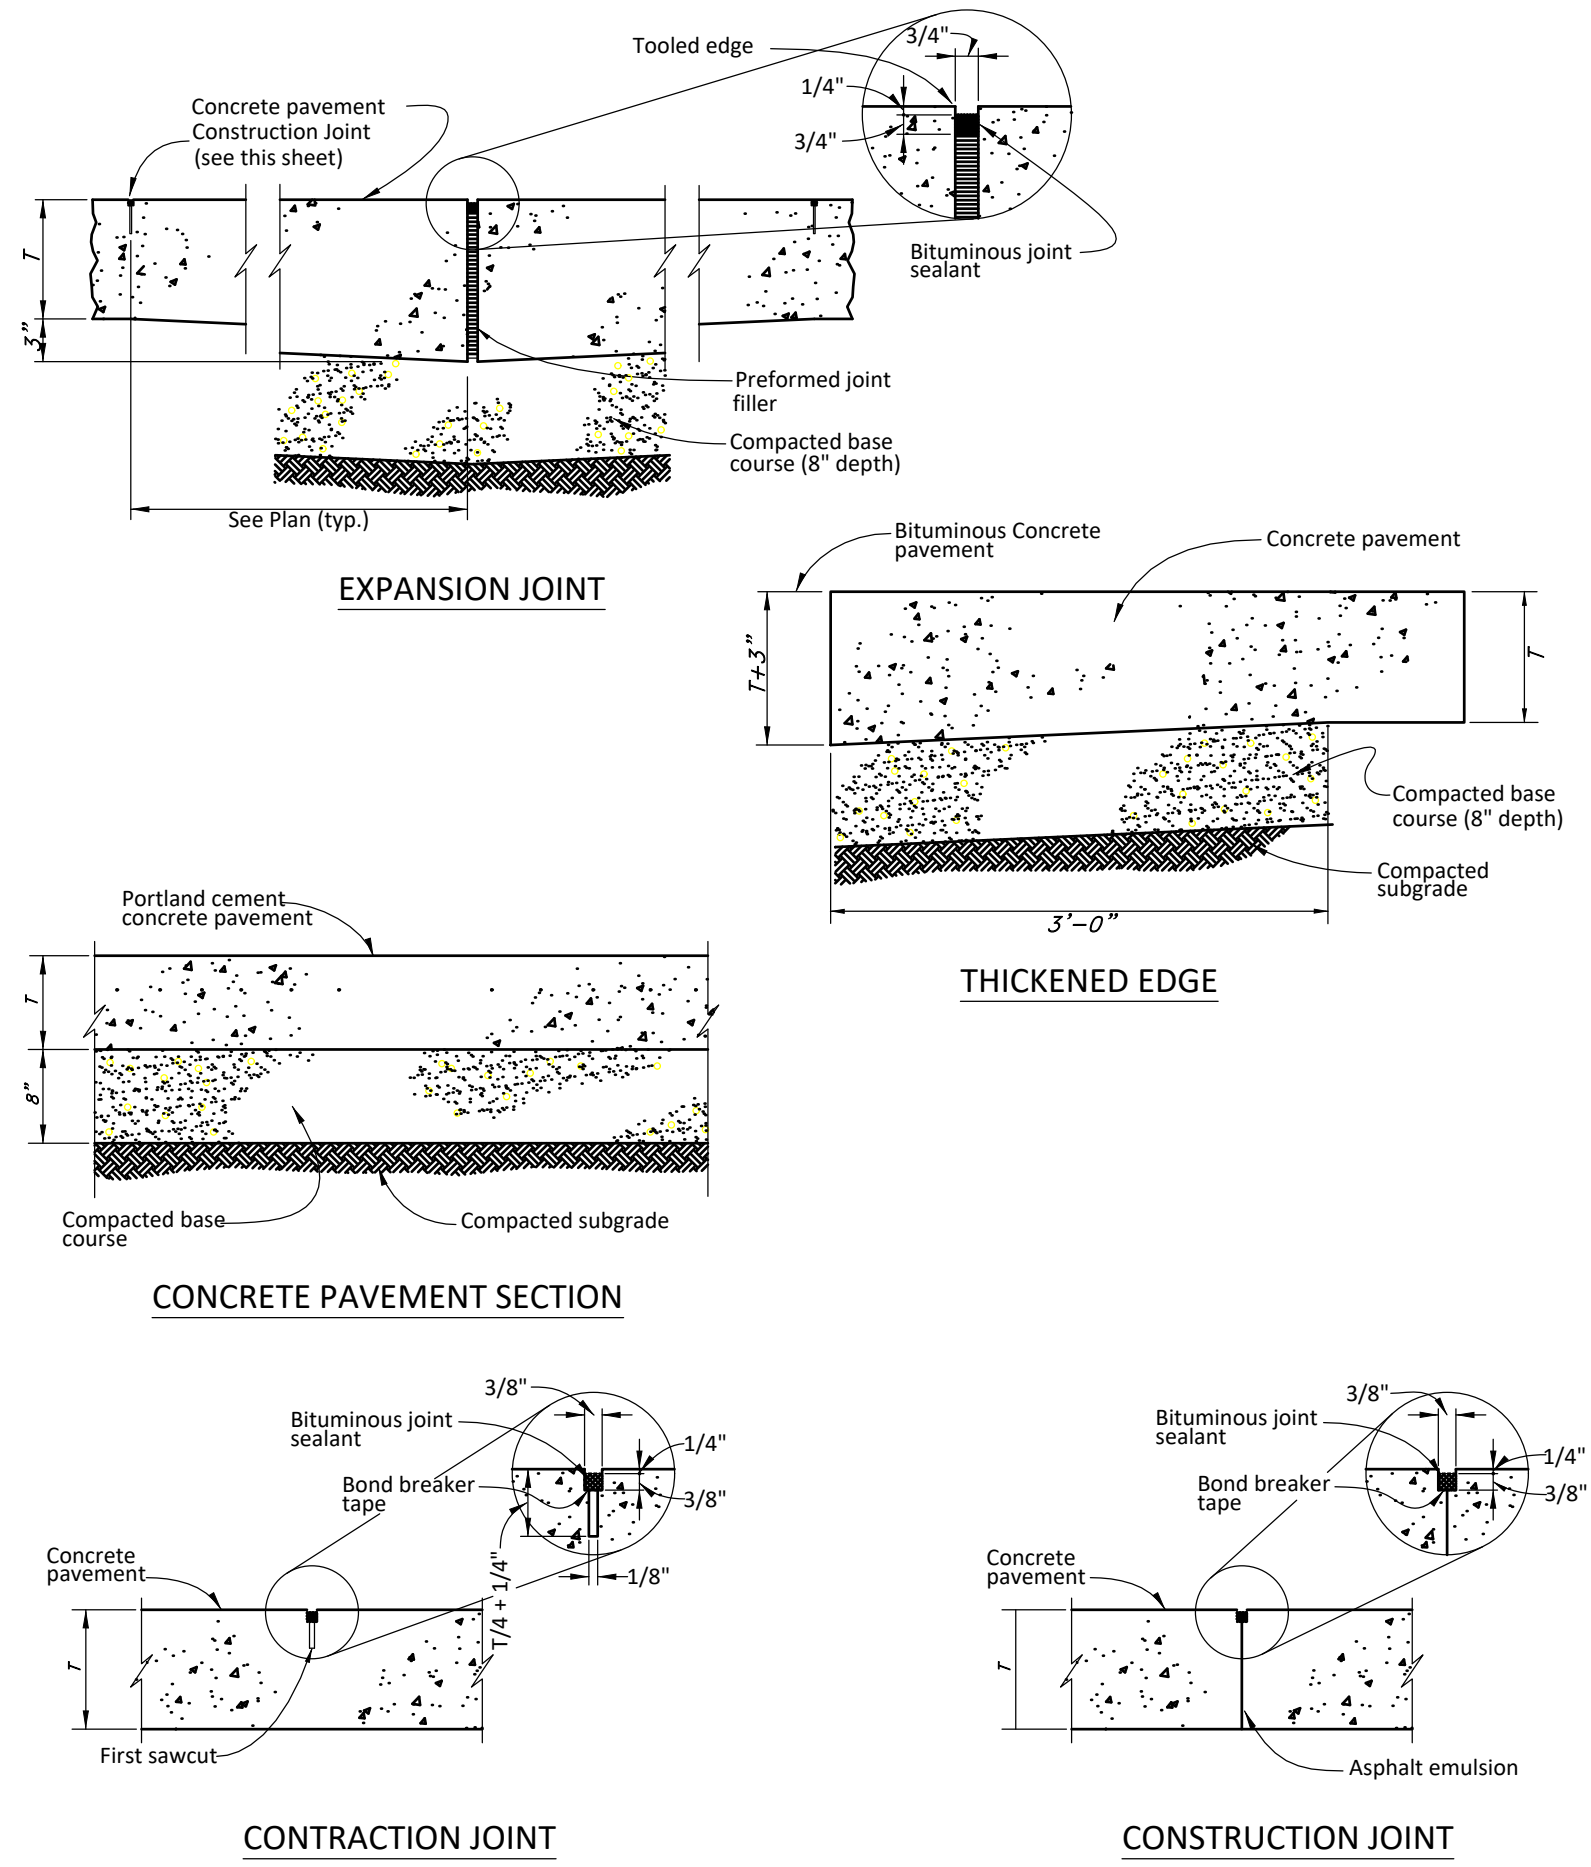 3/4"
Tooled edge
1/4"
3/4"
Concrete pavement
Construction Joint
(see this sheet)
Bituminous joint
sealant
T
3"
Preformed joint
filler
Compacted base
course (8" depth)
See Plan (typ.)
EXPANSION JOINT
Bituminous Concrete
pavement
Concrete pavement
T+3"
T
Compacted base
course (8" depth)
Compacted
subgrade
3'-0"
THICKENED EDGE
Portland cement
concrete pavement
T
8"
Compacted base
course
Compacted subgrade
CONCRETE PAVEMENT SECTION
3/8"
Bituminous joint
sealant
1/4"
Bond breaker
tape
3/8"
T/4 + 1/4"
1/8"
Concrete
pavement
T
First sawcut
CONTRACTION JOINT
3/8"
Bituminous joint
sealant
1/4"
Bond breaker
tape
3/8"
Concrete
pavement
T
Asphalt emulsion
CONSTRUCTION JOINT